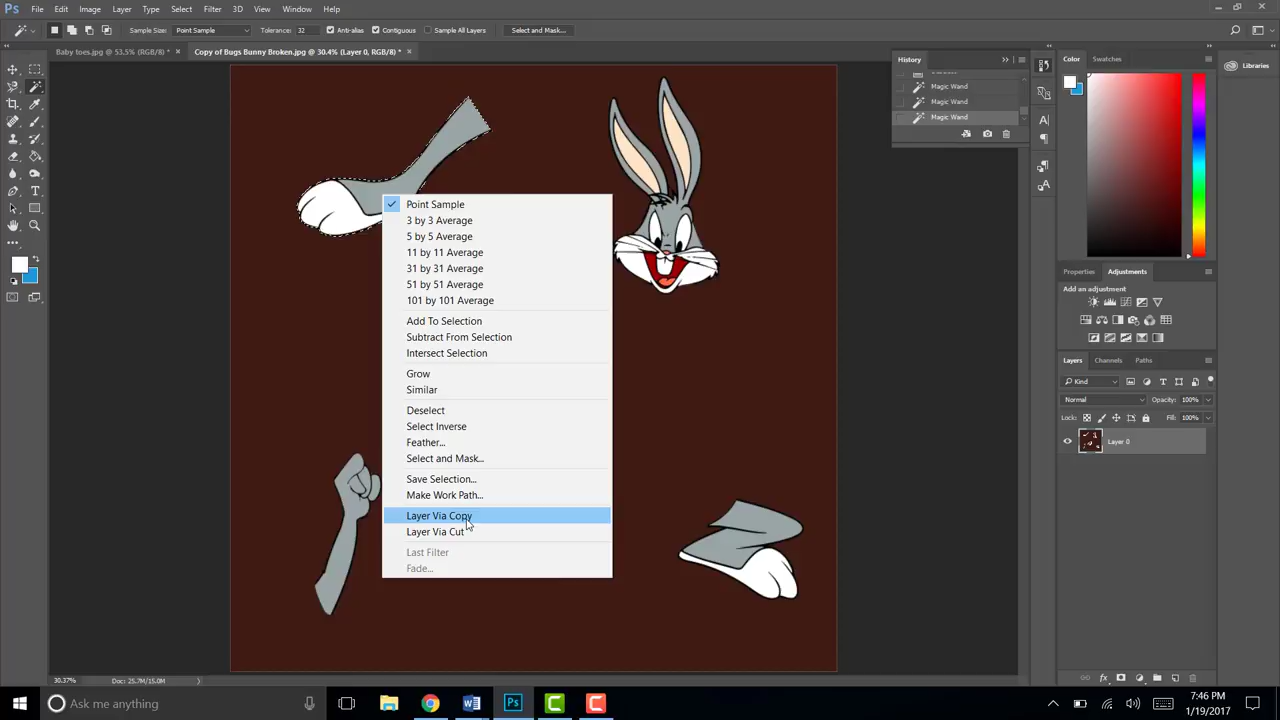 Ps File Edit Image Layer Type Select Filter 3D View Window Help
Sample Size: Point Sample Tolerance: 32 Anti-alias Contiguous Sample All Layers Select and Mask...
Baby toes.jpg @ 53.5% (RGB/8) * × Copy of Bugs Bunny Broken.jpg @ 30.4% (Layer 0, RGB/8) * ×
History
Magic Wand
Magic Wand
Magic Wand
Color Swatches
Libraries
Point Sample
3 by 3 Average
5 by 5 Average
11 by 11 Average
31 by 31 Average
51 by 51 Average
101 by 101 Average
Add To Selection
Subtract From Selection
Intersect Selection
Grow
Similar
Deselect
Select Inverse
Feather...
Select and Mask...
Save Selection...
Make Work Path...
Layer Via Copy
Layer Via Cut
Last Filter
Fade...
Properties Adjustments
Add an adjustment
Layers Channels Paths
Kind
Normal Opacity: 100%
Lock: Fill: 100%
Layer 0
30.37% Doc: 25.7M/15.0M
Ask me anything
Ps
7:46 PM
1/19/2017